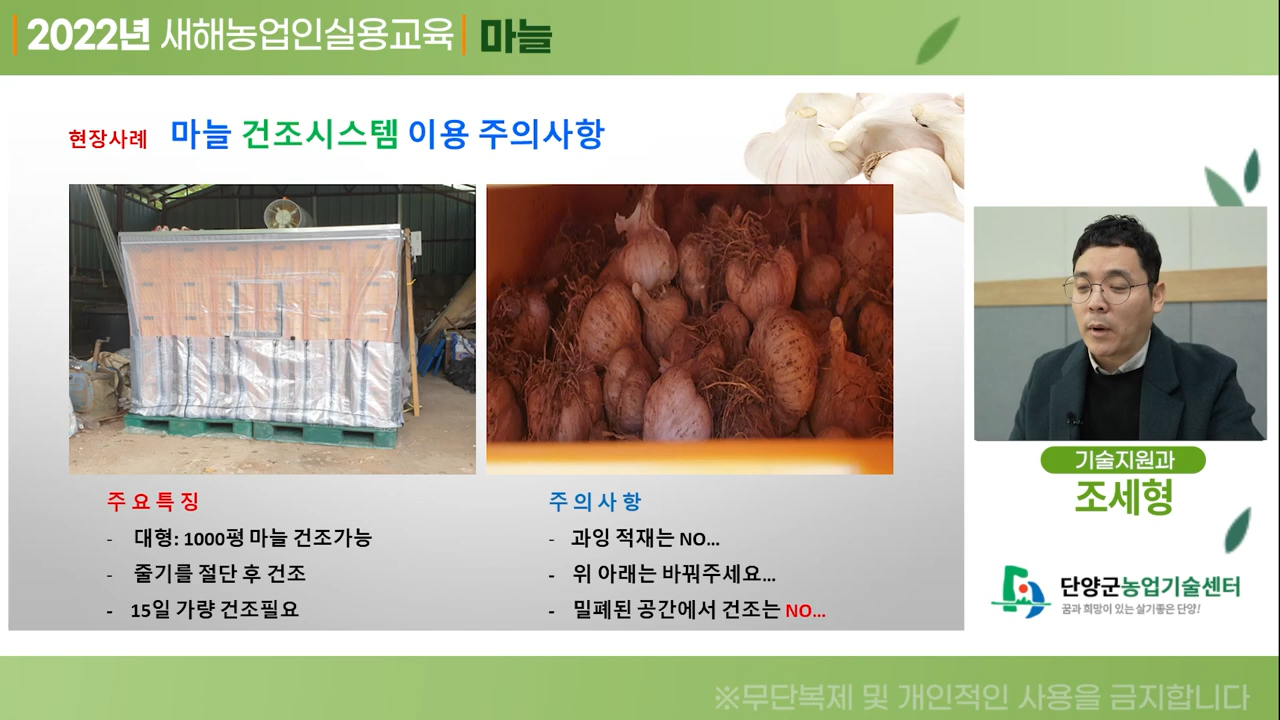 2022년 새해농업인실용교육 마늘
현장사례 마늘 건조시스템 이용 주의사항
주요특징
- 대형: 1000평 마늘 건조가능
- 줄기를 절단 후 건조
- 15일 가량 건조필요
주의사항
- 과잉 적재는 NO...
- 위 아래는 바꿔주세요...
- 밀폐된 공간에서 건조는 NO...
기술지원과
조세형
단양군농업기술센터
꿈과 희망이 있는 살기좋은 단양!
※무단복제 및 개인적인 사용을 금지합니다